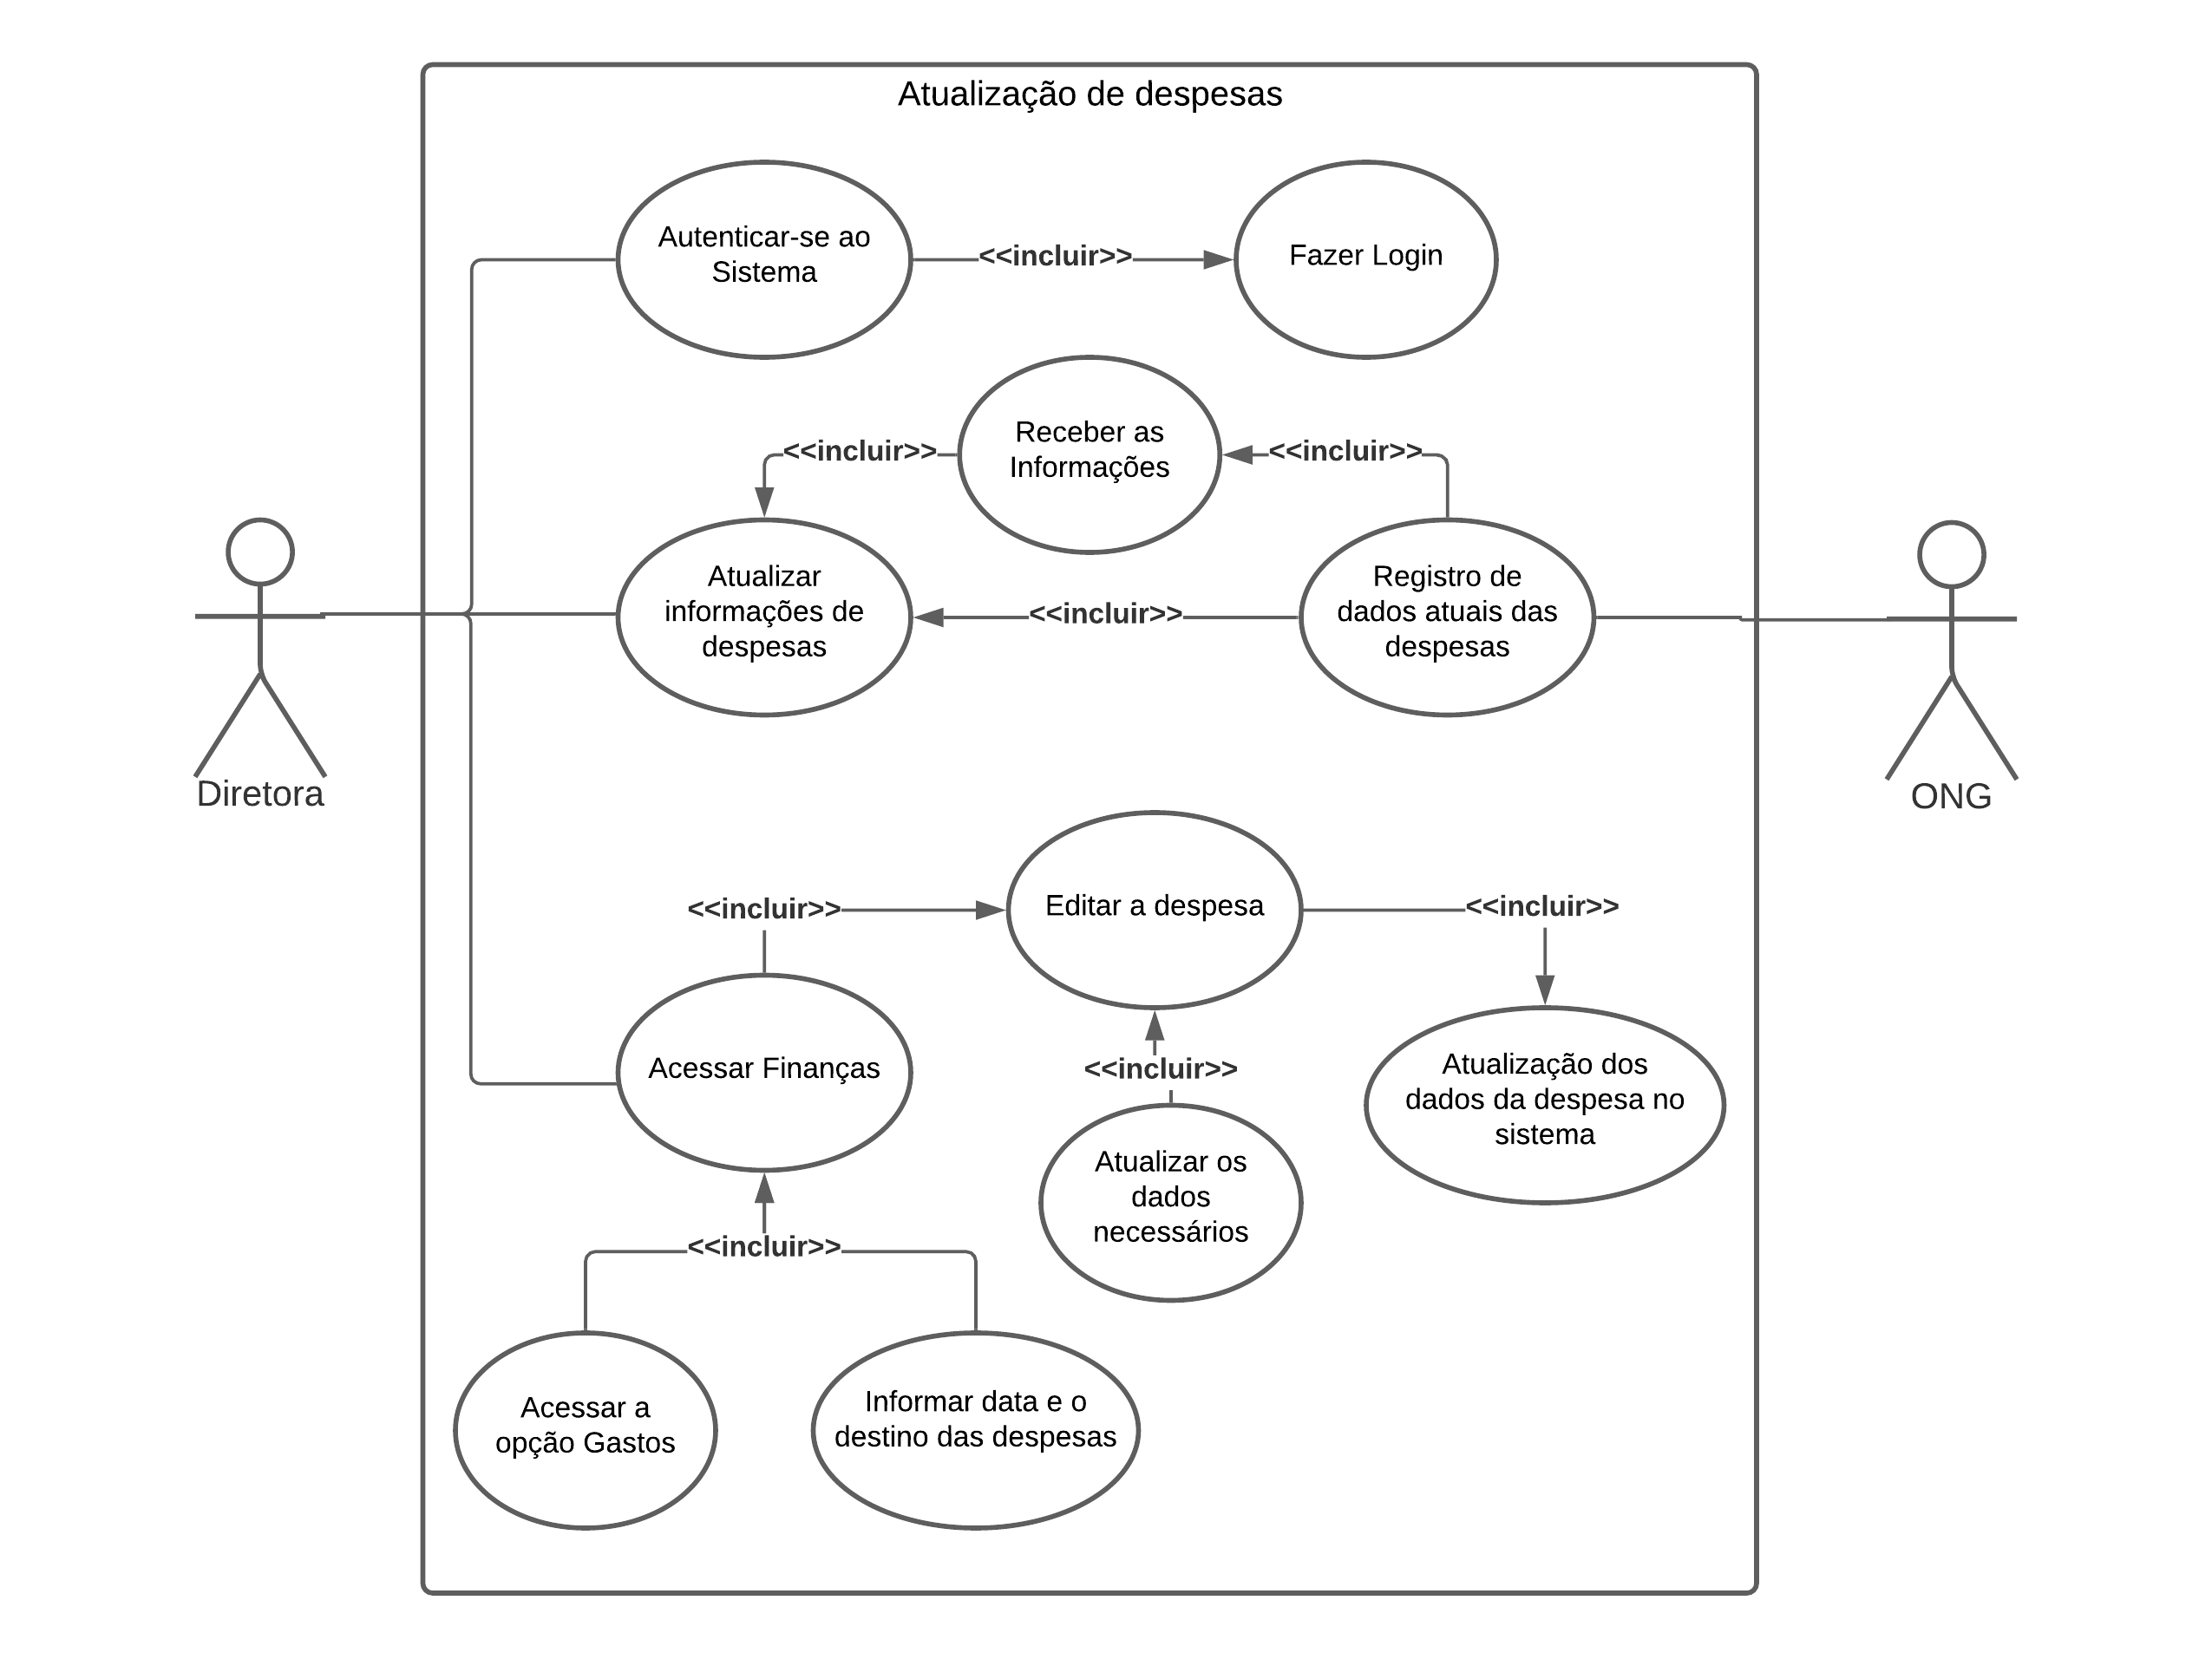 Atualização de despesas
Autenticar-se ao
Sistema
<<incluir>>
Fazer Login
Receber as
Informações
<<incluir>>
<<incluir>>
Atualizar
informações de
despesas
<<incluir>>
Registro de
dados atuais das
despesas
Diretora
ONG
<<incluir>>
Editar a despesa
<<incluir>>
Acessar Finanças
<<incluir>>
Atualização dos
dados da despesa no
sistema
Atualizar os
dados
necessários
<<incluir>>
Acessar a
opção Gastos
Informar data e o
destino das despesas